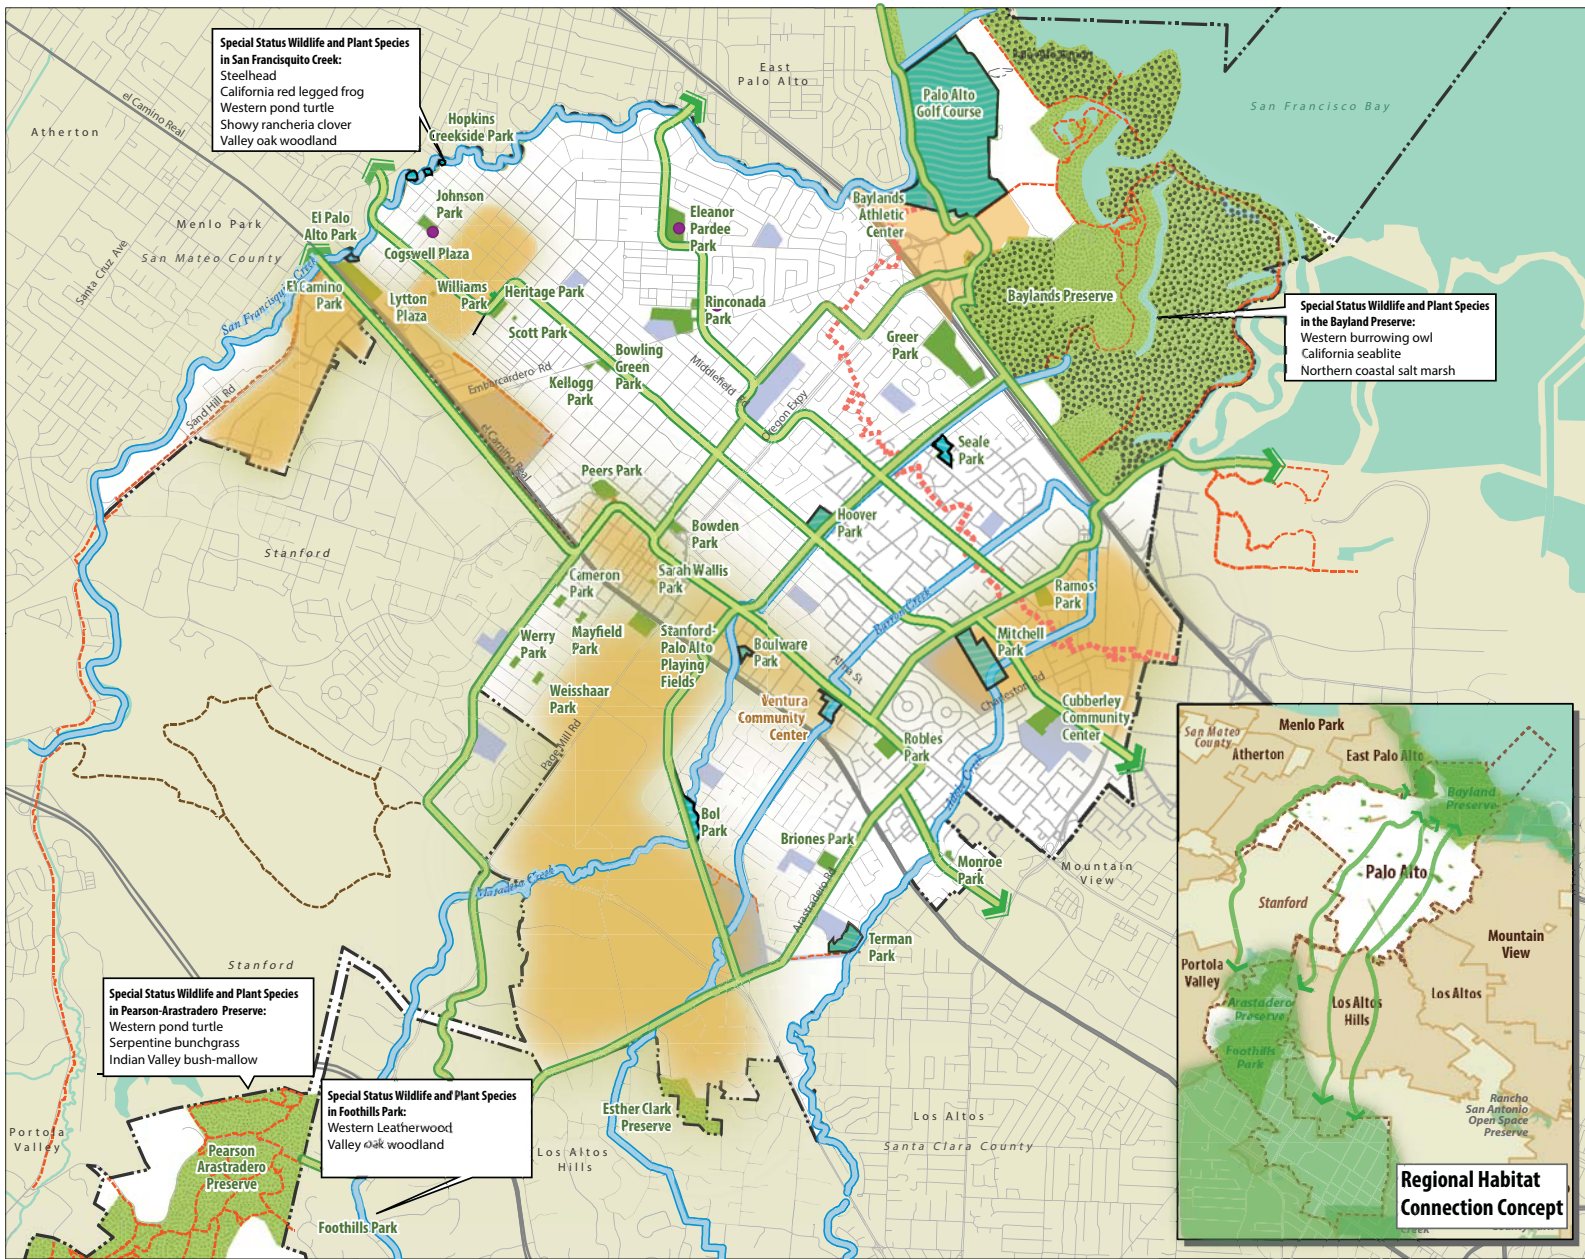 Special Status Wildlife and Plant Species
in San Francisquito Creek:
Steelhead
California red legged frog
Western pond turtle
Showy rancheria clover
Valley oak woodland
East
Palo Alto
Palo Alto
Golf Course
San Francisco Bay
el Camino Real
Atherton
Hopkins
Creekside Park
Menlo Park
San Mateo County
Santa Cruz Ave
El Palo
Alto Park
Johnson
Park
Cogswell Plaza
Eleanor
Pardee
Park
Baylands
Athletic
Center
El Camino
Park
San Francisquito Creek
Lytton
Plaza
Williams
Park
Heritage Park
Scott Park
Rinconada
Park
Baylands Preserve
Special Status Wildlife and Plant Species
in the Bayland Preserve:
Western burrowing owl
California seablite
Northern coastal salt marsh
Greer
Park
Bowling
Green
Park
Kellogg
Park
Embarcardero Rd
Middlefield Rd
Oregon Expy
Sand Hill Rd
el Camino Real
Seale
Park
Peers Park
Hoover
Park
Bowden
Park
Stanford
Cameron
Park
Sarah Wallis
Park
Ramos
Park
Barron Creek
Werry
Park
Mayfield
Park
Stanford-
Palo Alto
Playing
Fields
Boulware
Park
Mitchell
Park
Alma St.
Weisshaar
Park
Ventura
Community
Center
Charleston Rd
Cubberley
Community
Center
Page Mill Rd
Robles
Park
Adobe Creek
Bol
Park
Briones Park
Monroe
Park
Mountain
View
Matadero Creek
Arastradero Rd
Terman
Park
Stanford
Special Status Wildlife and Plant Species
in Pearson-Arastradero Preserve:
Western pond turtle
Serpentine bunchgrass
Indian Valley bush-mallow
Special Status Wildlife and Plant Species
in Foothills Park:
Western Leatherwood
Valley oak woodland
Esther Clark
Preserve
Los Altos
Santa Clara County
Los Altos
Hills
Portola
Valley
Pearson
Arastradero
Preserve
Foothills Park
Menlo Park
San Mateo
County
Atherton
East Palo Alto
Bayland
Preserve
Palo Alto
Stanford
Mountain
View
Portola
Valley
Arastadero
Preserve
Los Altos
Hills
Los Altos
Foothills
Park
Rancho
San Antonio
Open Space
Preserve
Regional Habitat
Connection Concept